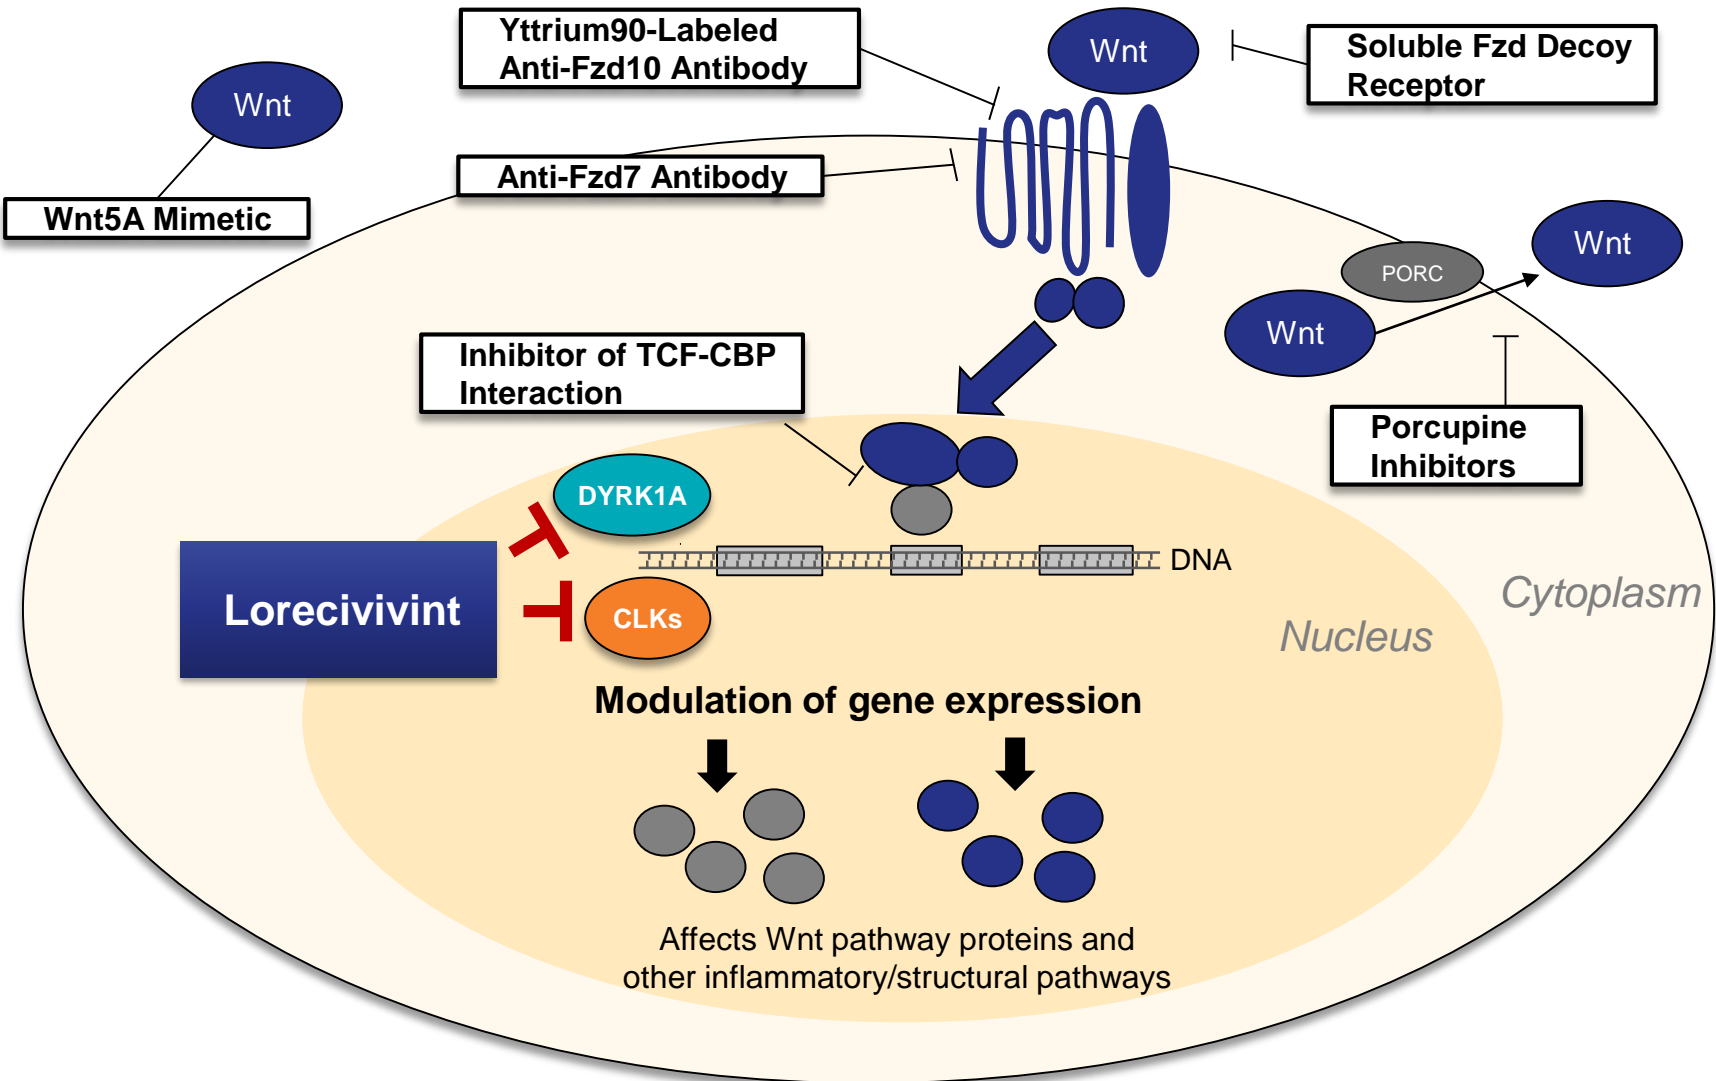 Yttrium90-Labeled
Anti-Fzd10 Antibody
Wnt
Soluble Fzd Decoy
Receptor
Wnt
Anti-Fzd7 Antibody
Wnt5A Mimetic
Wnt
PORC
Wnt
Inhibitor of TCF-CBP
Interaction
Porcupine
Inhibitors
DYRK1A
DNA
Lorecivivint
CLKs
Cytoplasm
Nucleus
Modulation of gene expression
Affects Wnt pathway proteins and
other inflammatory/structural pathways